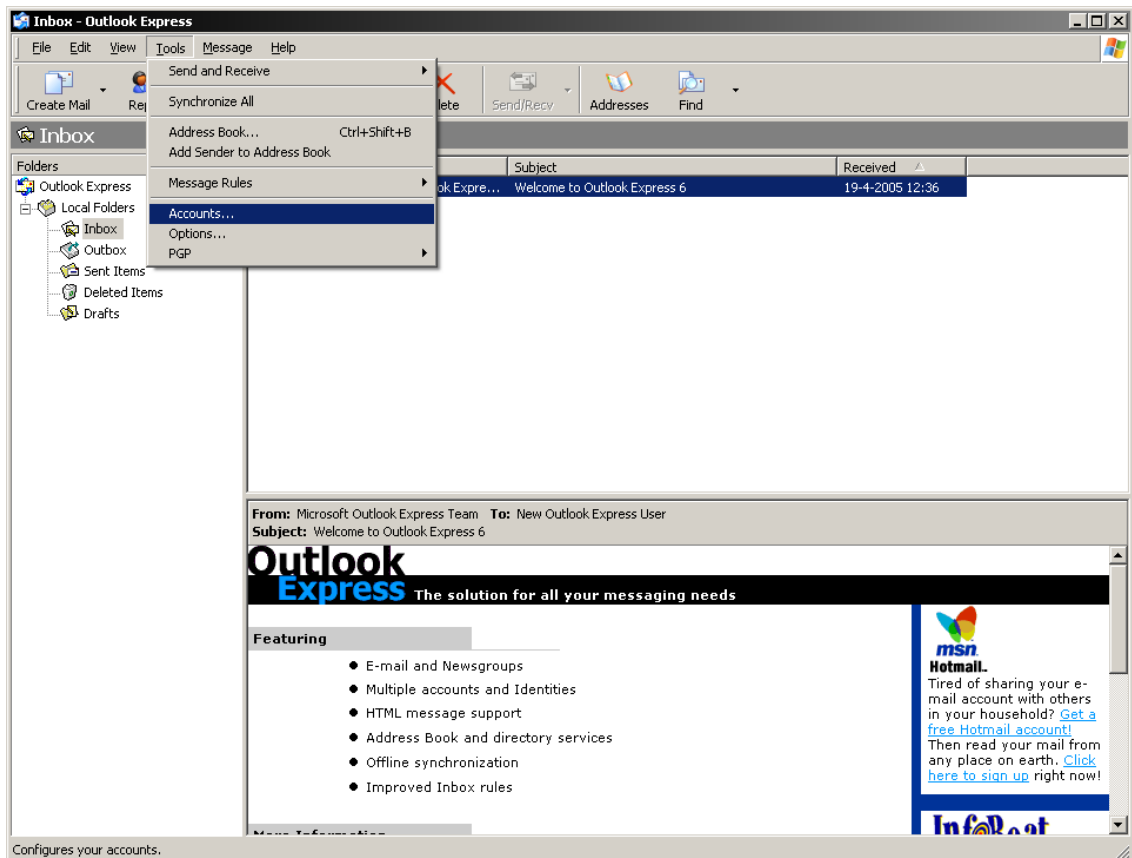 Inbox - Outlook Express
File Edit View Tools Message Help
Create Mail Rep lete Send/Recv Addresses Find
Send and Receive
Synchronize All
Address Book... Ctrl+Shift+B
Add Sender to Address Book
Message Rules
Accounts...
Options...
PGP
Inbox
Folders
Outlook Express
Local Folders
Inbox
Outbox
Sent Items
Deleted Items
Drafts
Subject Received
ok Expre... Welcome to Outlook Express 6 19-4-2005 12:36
From: Microsoft Outlook Express Team To: New Outlook Express User
Subject: Welcome to Outlook Express 6
Outlook
Express The solution for all your messaging needs
Featuring
E-mail and Newsgroups
Multiple accounts and Identities
HTML message support
Address Book and directory services
Offline synchronization
Improved Inbox rules
More Information
msn
Hotmail.
Tired of sharing your e-
mail account with others
in your household? Get a
free Hotmail account!
Then read your mail from
any place on earth. Click
here to sign up right now!
InfoBeat
Configures your accounts.